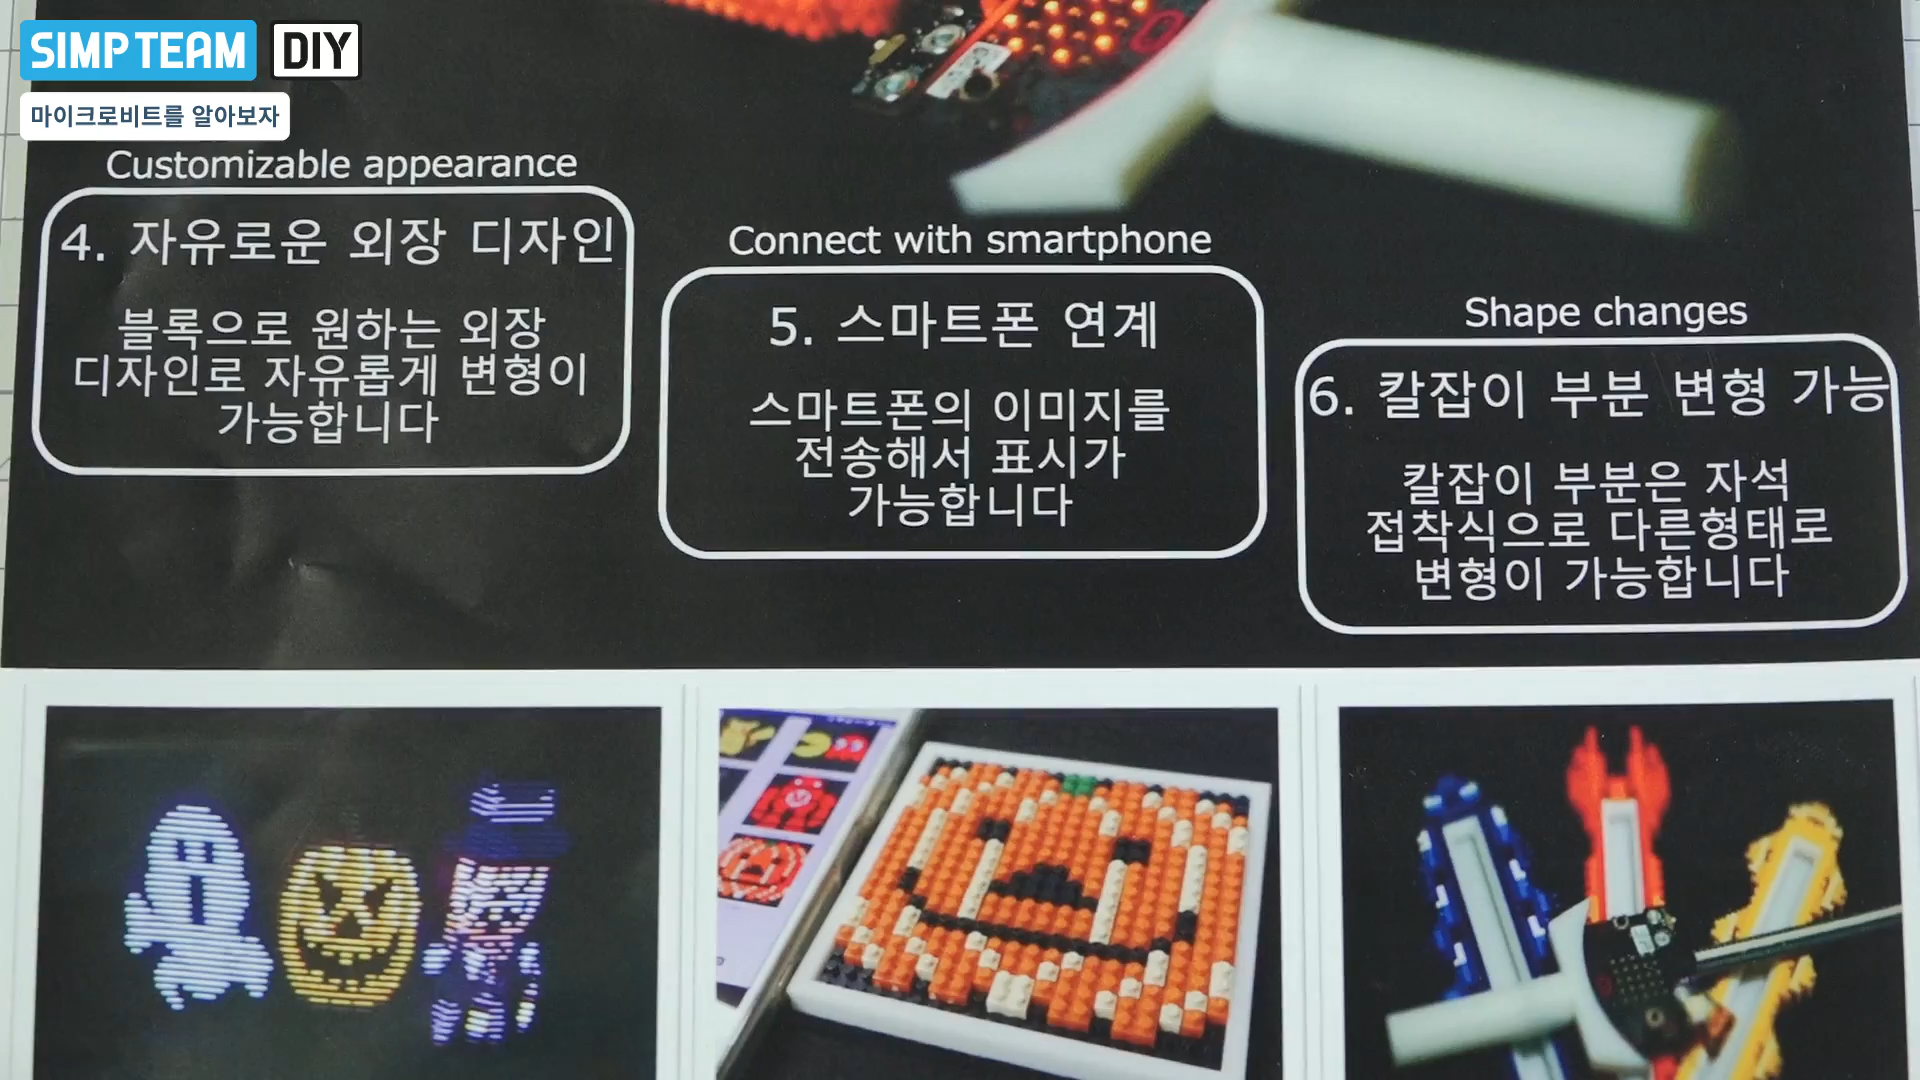 SIMP TEAM DIY
마이크로비트를 알아보자
Customizable appearance
4. 자유로운 외장 디자인
블록으로 원하는 외장
디자인로 자유롭게 변형이
가능합니다
Connect with smartphone
5. 스마트폰 연계
스마트폰의 이미지를
전송해서 표시가
가능합니다
Shape changes
6. 칼잡이 부분 변형 가능
칼잡이 부분은 자석
접착식으로 다른형태로
변형이 가능합니다